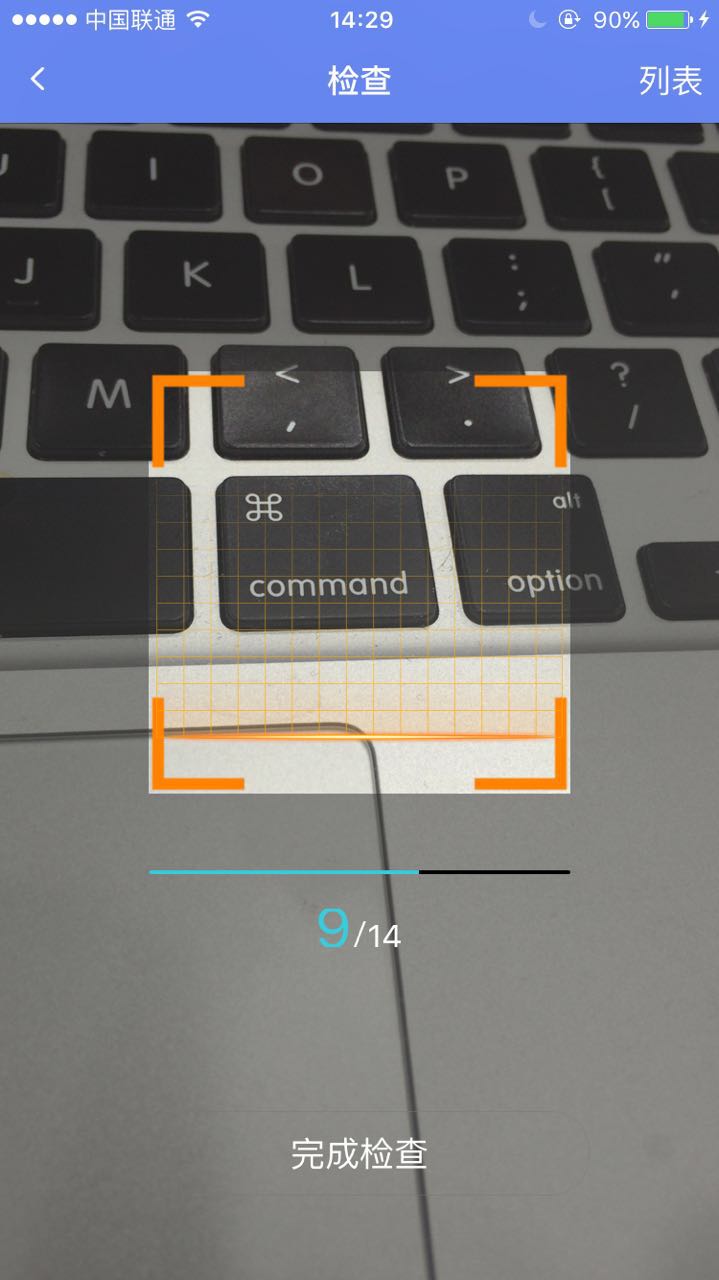 中国联通 14:29 90%
检查 列表
J I O P {
[
J K L : "
; '
M < > ? 
, . /
⌘ alt
command option
9/14
完成检查